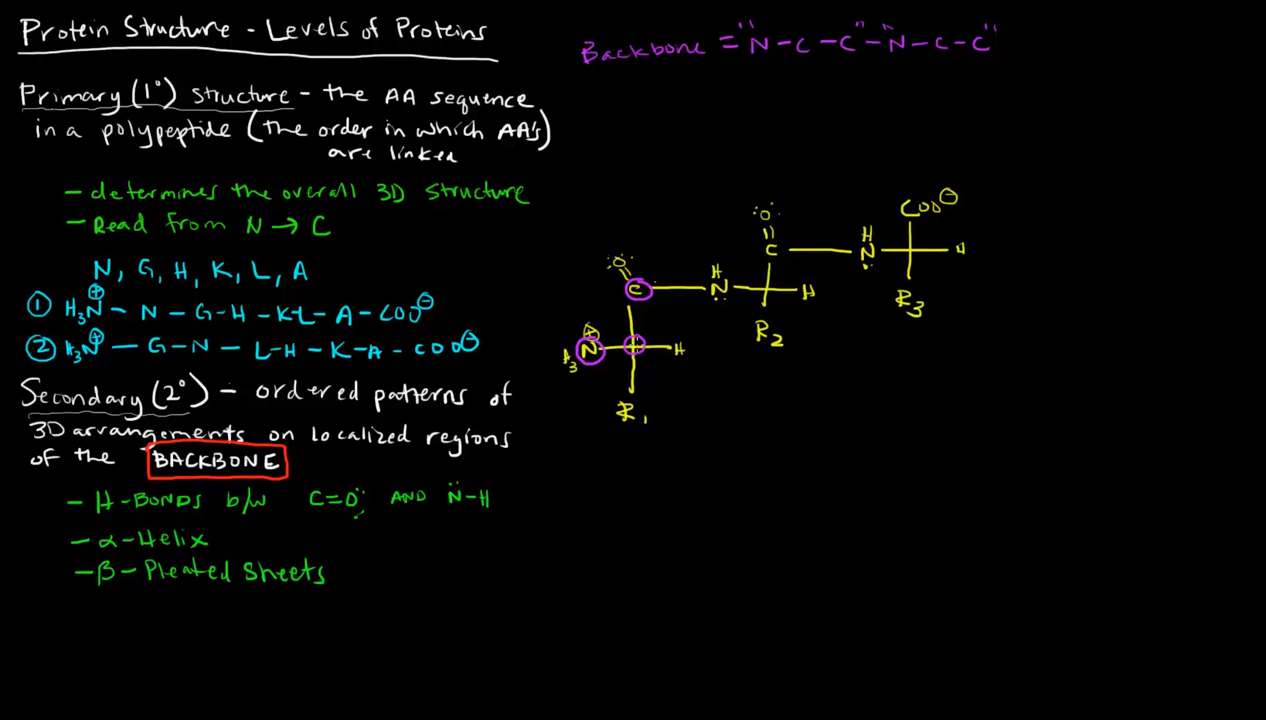 Protein Structure - Levels of Proteins
Backbone = N - C - C - N - C - C
Primary (1°) Structure - the AA sequence
in a polypeptide (the order in which AA's)
are linked
- determines the overall 3D Structure
- Read from N → C
N, G, H, K, L, A
① H₃N⊕ - N - G - H - K - L - A - COO⊖
② H₃N⊕ - G - N - L - H - K - A - COO⊖
Secondary (2°) - ordered patterns of
3D arrangements on localized regions
of the BACKBONE
- H-BONDS b/w C=O AND N-H
- α-Helix
- β-Pleated Sheets
COO⊖
O H
C N H
O H R₃
C N H
⊕ R₂
H₃N H
R₁